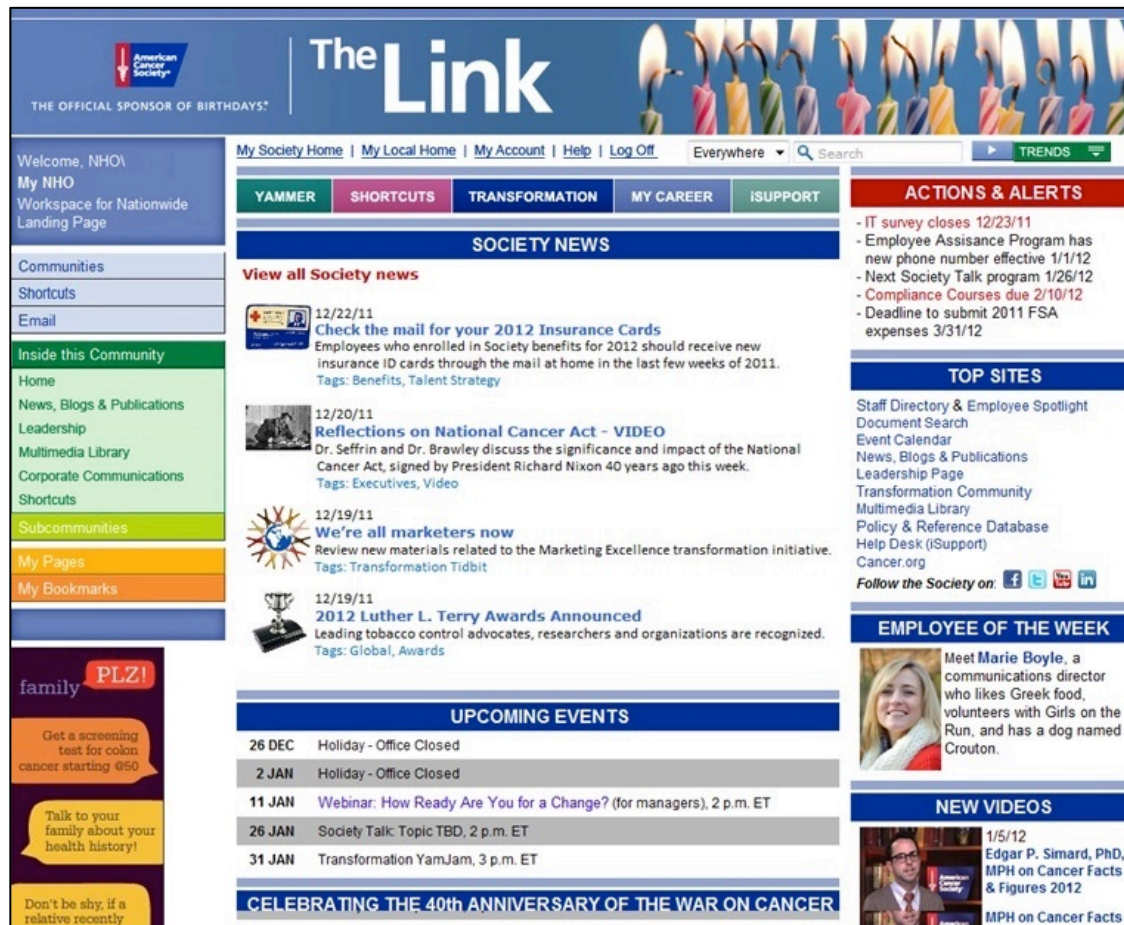 American
Cancer
Society®
THE OFFICIAL SPONSOR OF BIRTHDAYS.®
The Link
Welcome, NHO\
My NHO
Workspace for Nationwide
Landing Page
Communities
Shortcuts
Email
Inside this Community
Home
News, Blogs & Publications
Leadership
Multimedia Library
Corporate Communications
Shortcuts
Subcommunities
My Pages
My Bookmarks
family PLZ!
Get a screening
test for colon
cancer starting @50
Talk to your
family about your
health history!
Don't be shy, if a
relative recently
My Society Home | My Local Home | My Account | Help | Log Off
Everywhere
Search
TRENDS
YAMMER
SHORTCUTS
TRANSFORMATION
MY CAREER
iSUPPORT
SOCIETY NEWS
View all Society news
12/22/11
Check the mail for your 2012 Insurance Cards
Employees who enrolled in Society benefits for 2012 should receive new
insurance ID cards through the mail at home in the last few weeks of 2011.
Tags: Benefits, Talent Strategy
12/20/11
Reflections on National Cancer Act - VIDEO
Dr. Seffrin and Dr. Brawley discuss the significance and impact of the National
Cancer Act, signed by President Richard Nixon 40 years ago this week.
Tags: Executives, Video
12/19/11
We're all marketers now
Review new materials related to the Marketing Excellence transformation initiative.
Tags: Transformation Tidbit
12/19/11
2012 Luther L. Terry Awards Announced
Leading tobacco control advocates, researchers and organizations are recognized.
Tags: Global, Awards
UPCOMING EVENTS
26 DEC Holiday - Office Closed
2 JAN Holiday - Office Closed
11 JAN Webinar: How Ready Are You for a Change? (for managers), 2 p.m. ET
26 JAN Society Talk: Topic TBD, 2 p.m. ET
31 JAN Transformation YamJam, 3 p.m. ET
CELEBRATING THE 40th ANNIVERSARY OF THE WAR ON CANCER
ACTIONS & ALERTS
- IT survey closes 12/23/11
- Employee Assisance Program has
new phone number effective 1/1/12
- Next Society Talk program 1/26/12
- Compliance Courses due 2/10/12
- Deadline to submit 2011 FSA
expenses 3/31/12
TOP SITES
Staff Directory & Employee Spotlight
Document Search
Event Calendar
News, Blogs & Publications
Leadership Page
Transformation Community
Multimedia Library
Policy & Reference Database
Help Desk (iSupport)
Cancer.org
Follow the Society on:
EMPLOYEE OF THE WEEK
Meet Marie Boyle, a
communications director
who likes Greek food,
volunteers with Girls on the
Run, and has a dog named
Crouton.
NEW VIDEOS
1/5/12
Edgar P. Simard, PhD,
MPH on Cancer Facts
& Figures 2012
MPH on Cancer Facts